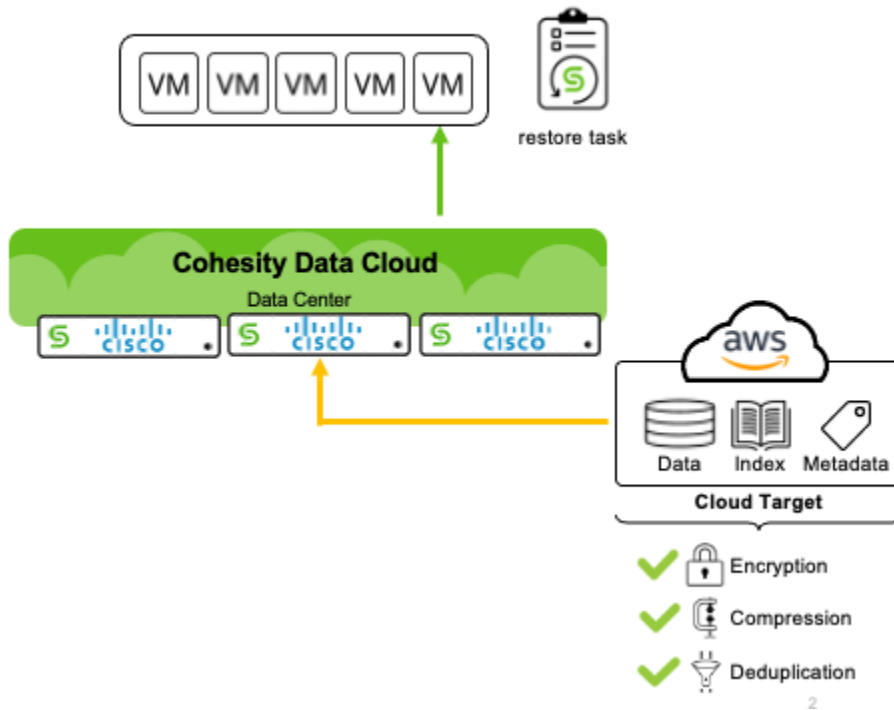 VM VM VM VM VM
restore task
Cohesity Data Cloud
Data Center
CISCO CISCO CISCO
aws
Data Index Metadata
Cloud Target
Encryption
Compression
Deduplication
2